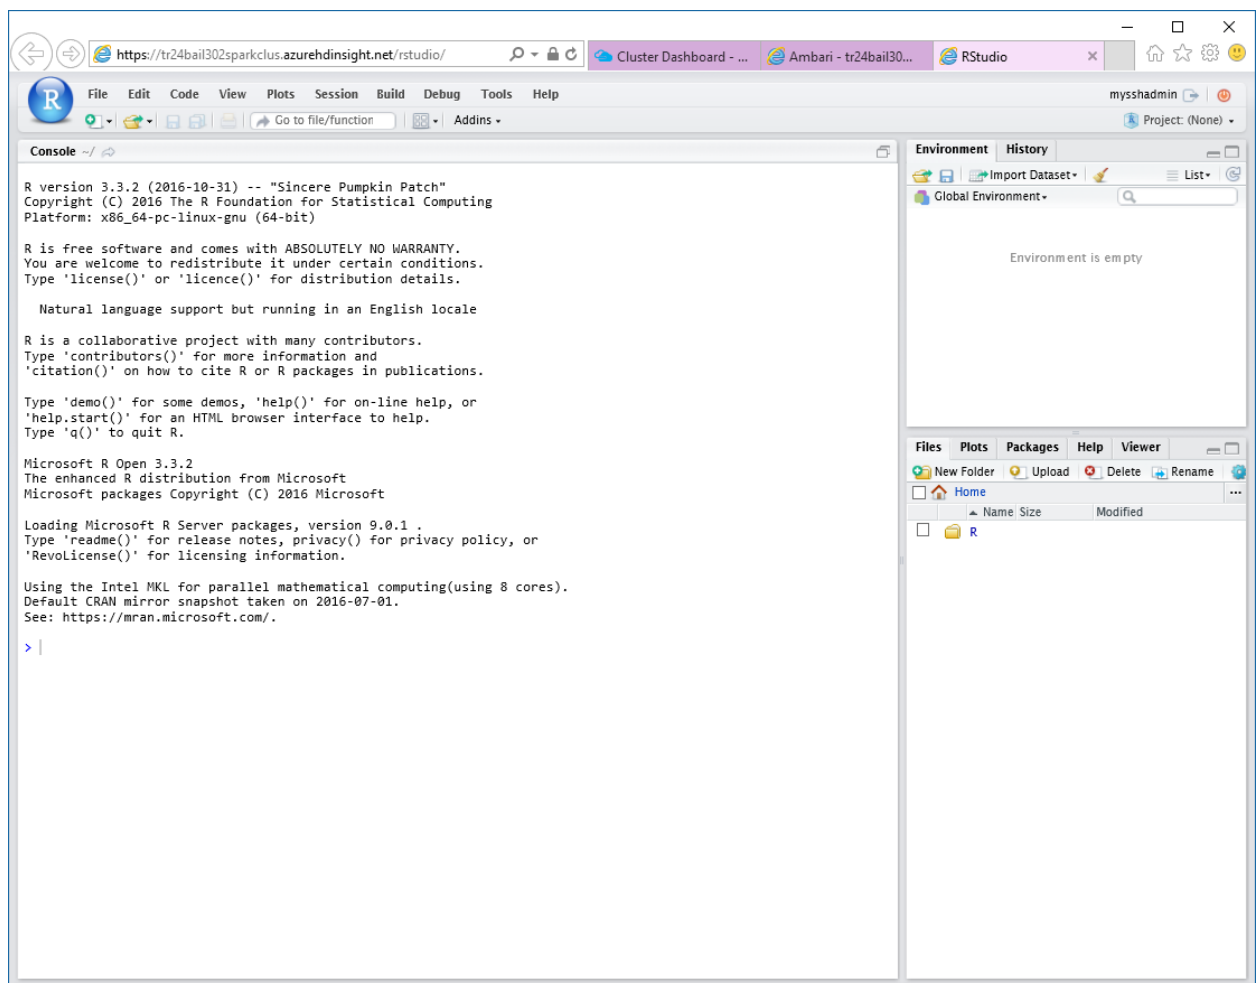 https://tr24bail302sparkclus.azurehdinsight.net/rstudio/
Cluster Dashboard - ...
Ambari - tr24bail30...
RStudio
R
File Edit Code View Plots Session Build Debug Tools Help
mysshadmin
Go to file/function
Addins
Project: (None)
Console ~/
R version 3.3.2 (2016-10-31) -- "Sincere Pumpkin Patch"
Copyright (C) 2016 The R Foundation for Statistical Computing
Platform: x86_64-pc-linux-gnu (64-bit)
R is free software and comes with ABSOLUTELY NO WARRANTY.
You are welcome to redistribute it under certain conditions.
Type 'license()' or 'licence()' for distribution details.
Natural language support but running in an English locale
R is a collaborative project with many contributors.
Type 'contributors()' for more information and
'citation()' on how to cite R or R packages in publications.
Type 'demo()' for some demos, 'help()' for on-line help, or
'help.start()' for an HTML browser interface to help.
Type 'q()' to quit R.
Microsoft R Open 3.3.2
The enhanced R distribution from Microsoft
Microsoft packages Copyright (C) 2016 Microsoft
Loading Microsoft R Server packages, version 9.0.1 .
Type 'readme()' for release notes, privacy() for privacy policy, or
'RevoLicense()' for licensing information.
Using the Intel MKL for parallel mathematical computing(using 8 cores).
Default CRAN mirror snapshot taken on 2016-07-01.
See: https://mran.microsoft.com/.
>
Environment History
Import Dataset
List
Global Environment
Environment is empty
Files Plots Packages Help Viewer
New Folder Upload Delete Rename
Home ...
Name Size Modified
R